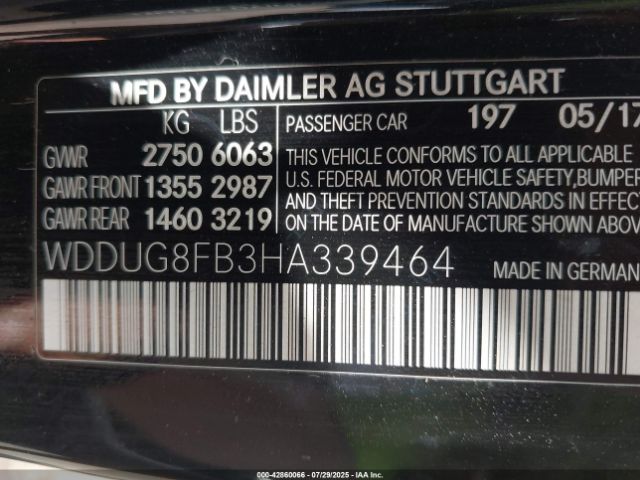 MFD BY DAIMLER AG STUTTGART
KG LBS
GVWR 2750 6063
GAWR FRONT 1355 2987
GAWR REAR 1460 3219
PASSENGER CAR 197 05/17
THIS VEHICLE CONFORMS TO ALL APPLICABLE
U.S. FEDERAL MOTOR VEHICLE SAFETY,BUMPER
AND THEFT PREVENTION STANDARDS IN EFFECT
ON THE DATE OF MANUFACTURE SHOWN ABOVE
WDDUG8FB3HA339464 MADE IN GERMAN
000-42860066 - 07/29/2025 - IAA Inc.